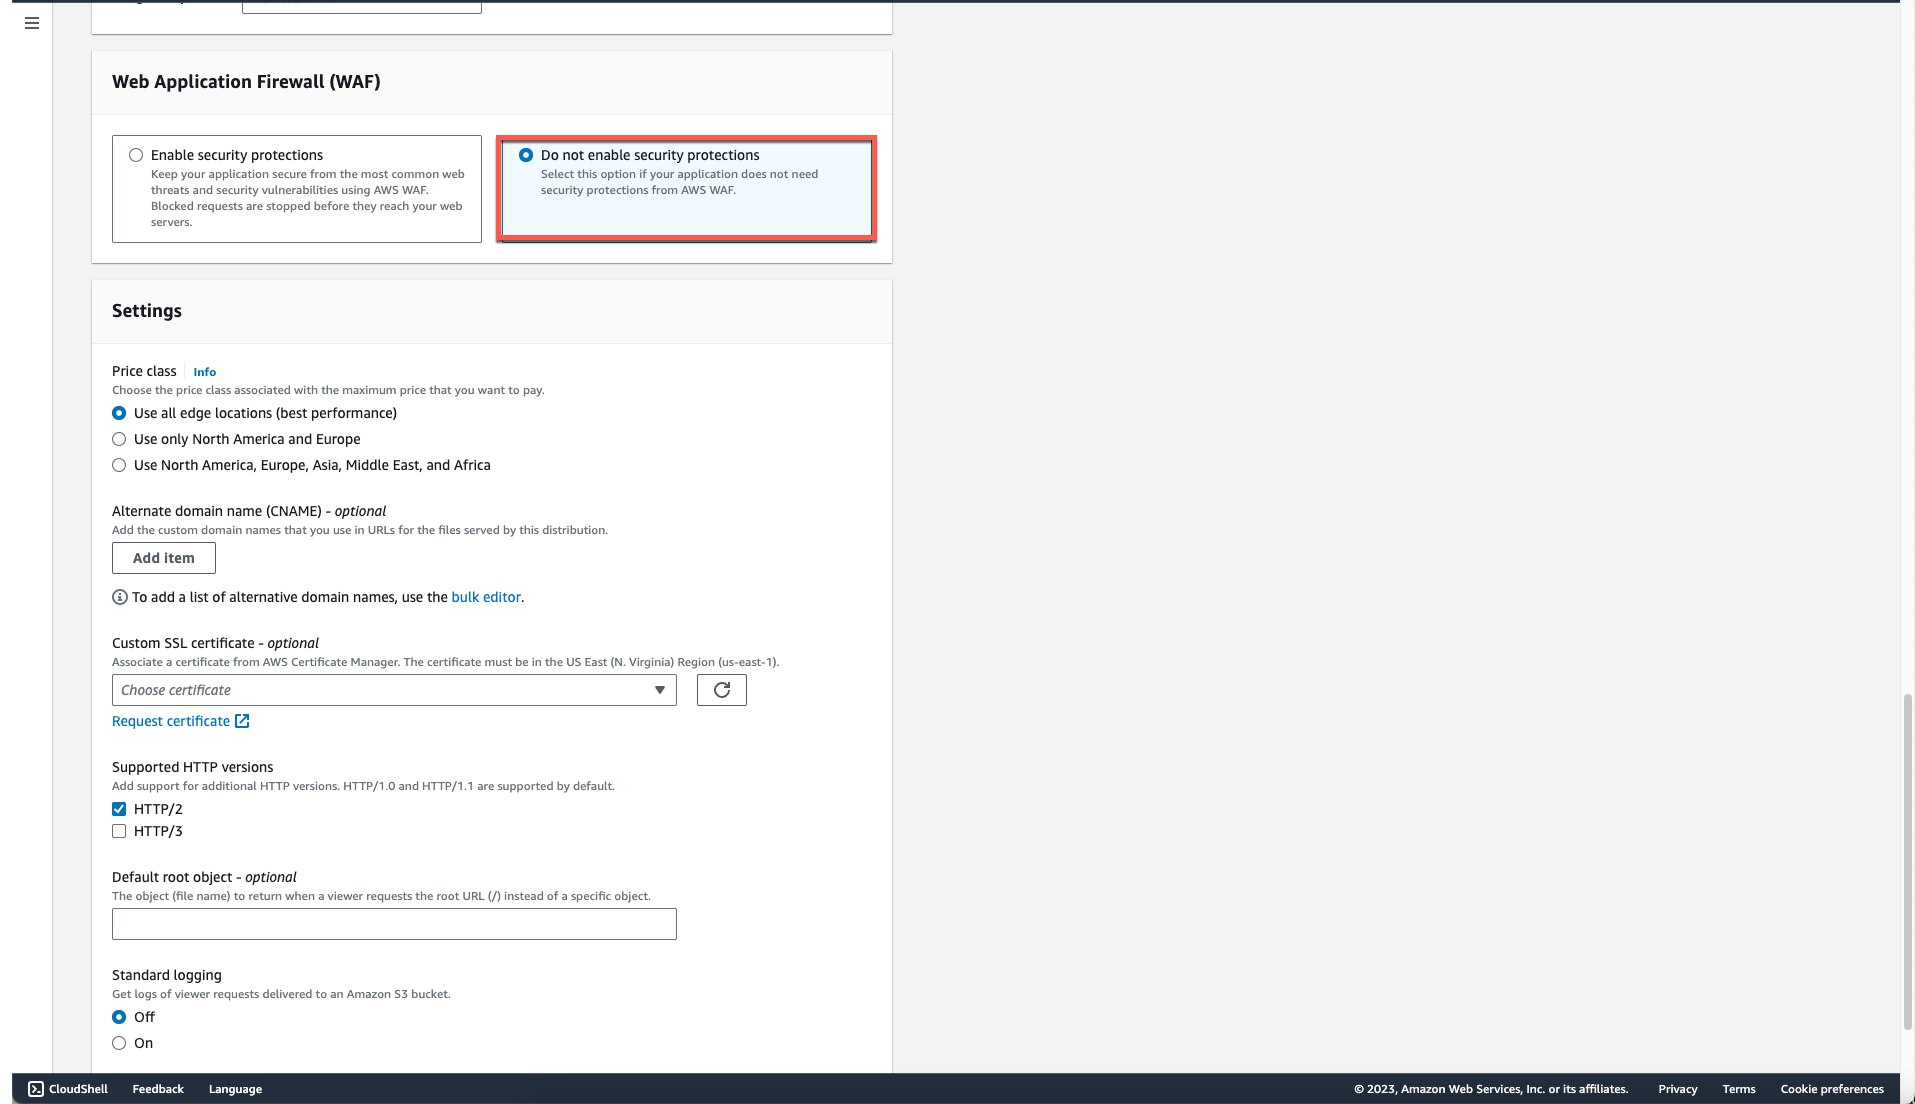 Web Application Firewall (WAF)
Enable security protections
Keep your application secure from the most common web
threats and security vulnerabilities using AWS WAF.
Blocked requests are stopped before they reach your web
servers.
Do not enable security protections
Select this option if your application does not need
security protections from AWS WAF.
Settings
Price class Info
Choose the price class associated with the maximum price that you want to pay.
Use all edge locations (best performance)
Use only North America and Europe
Use North America, Europe, Asia, Middle East, and Africa
Alternate domain name (CNAME) - optional
Add the custom domain names that you use in URLs for the files served by this distribution.
Add item
To add a list of alternative domain names, use the bulk editor.
Custom SSL certificate - optional
Associate a certificate from AWS Certificate Manager. The certificate must be in the US East (N. Virginia) Region (us-east-1).
Choose certificate
Request certificate
Supported HTTP versions
Add support for additional HTTP versions. HTTP/1.0 and HTTP/1.1 are supported by default.
HTTP/2
HTTP/3
Default root object - optional
The object (file name) to return when a viewer requests the root URL (/) instead of a specific object.
Standard logging
Get logs of viewer requests delivered to an Amazon S3 bucket.
Off
On
CloudShell Feedback Language © 2023, Amazon Web Services, Inc. or its affiliates. Privacy Terms Cookie preferences